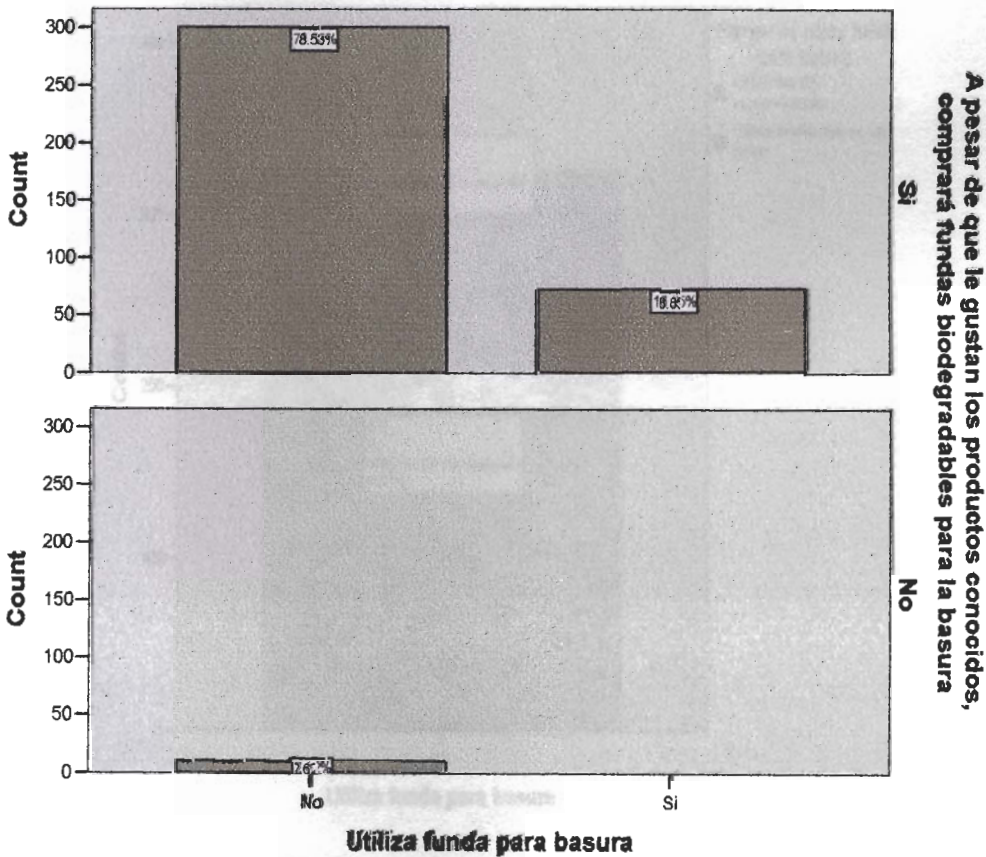 300
78.53%
250
200
Count
150
100
50
0
Si
A pesar de que le gustan los productos conocidos,
comprará fundas biodegradables para la basura
300
250
200
Count
150
100
50
0
No
No
Si
Utiliza funda para basura